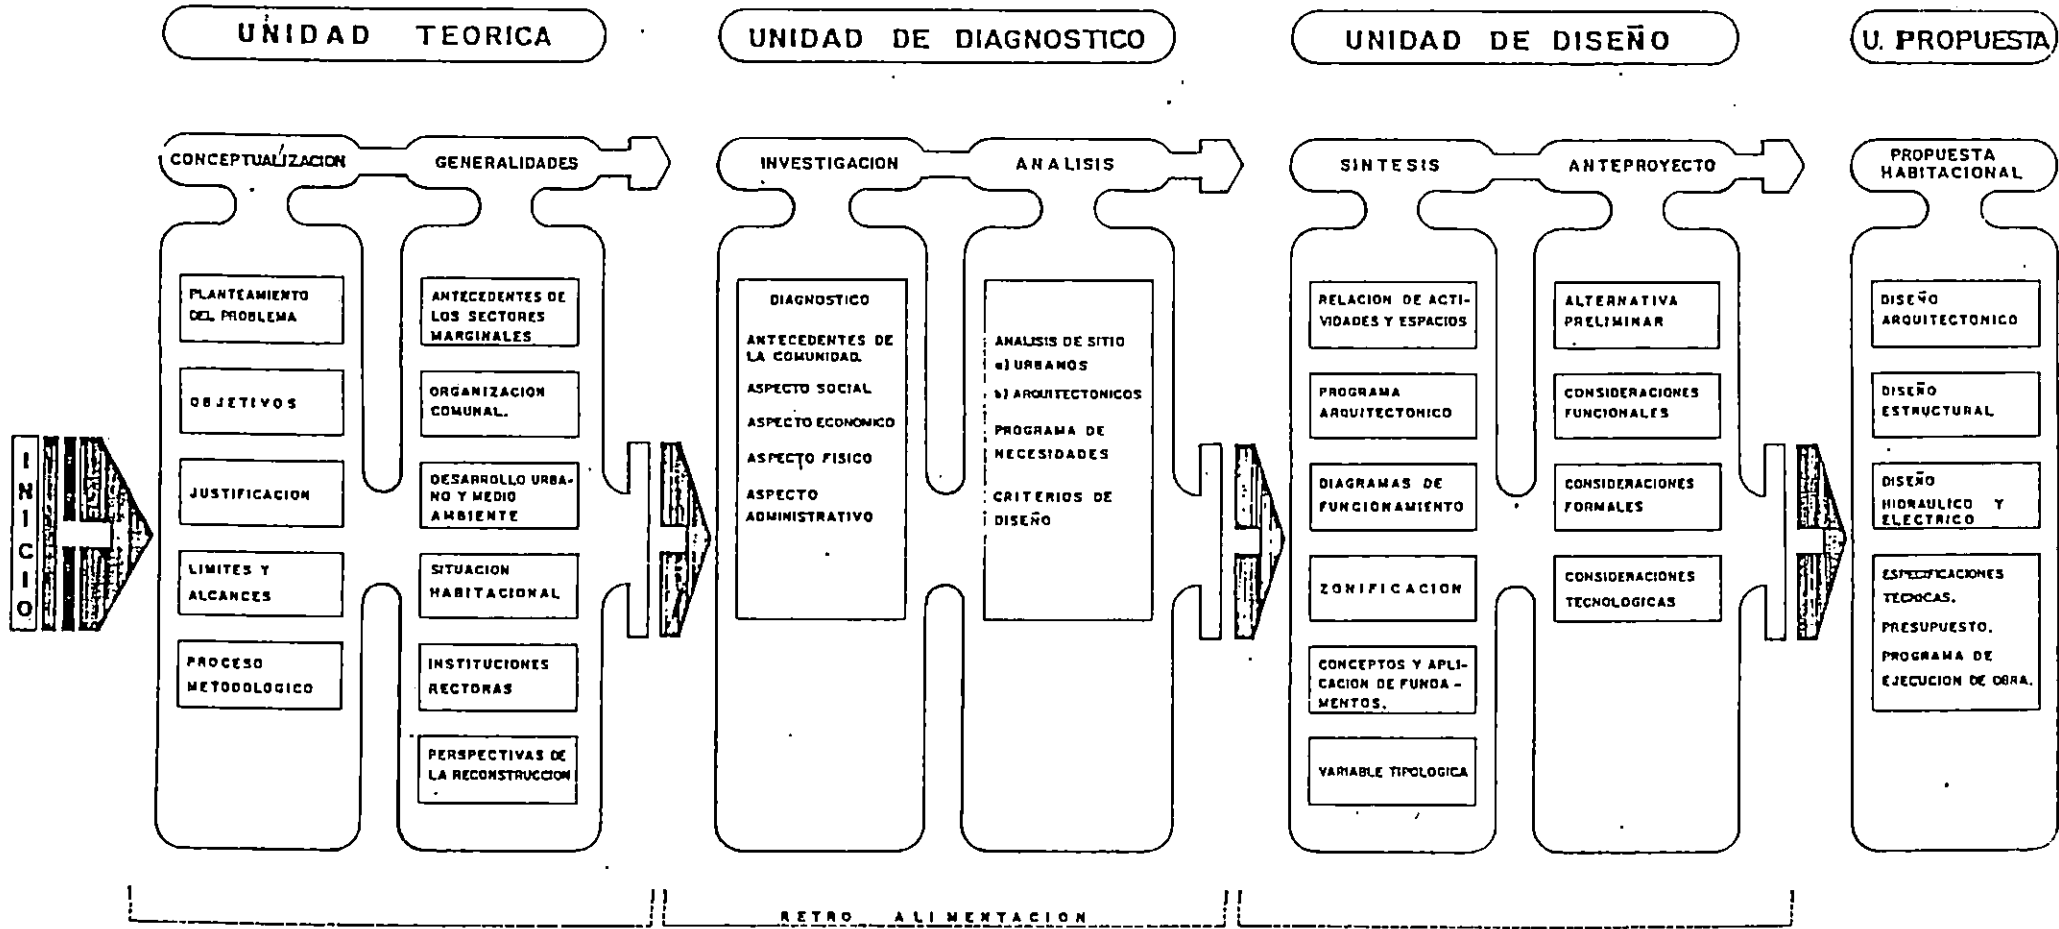 UNIDAD TEORICA
UNIDAD DE DIAGNOSTICO
UNIDAD DE DISEÑO
U. PROPUESTA
INICIO
CONCEPTUALIZACION
PLANTEAMIENTO
DEL PROBLEMA
OBJETIVOS
JUSTIFICACION
LIMITES Y
ALCANCES
PROCESO
METODOLOGICO
GENERALIDADES
ANTECEDENTES DE
LOS SECTORES
MARGINALES
ORGANIZACION
COMUNAL.
DESARROLLO URBA-
NO Y MEDIO
AMBIENTE
SITUACION
HABITACIONAL
INSTITUCIONES
RECTORAS
PERSPECTIVAS DE
LA RECONSTRUCCION
INVESTIGACION
DIAGNOSTICO
ANTECEDENTES DE
LA COMUNIDAD.
ASPECTO SOCIAL
ASPECTO ECONOMICO
ASPECTO FISICO
ASPECTO
ADMINISTRATIVO
ANALISIS
ANALISIS DE SITIO
a) URBANOS
b) ARQUITECTONICOS
PROGRAMA DE
NECESIDADES
CRITERIOS DE
DISEÑO
SINTESIS
RELACION DE ACTI-
VIDADES Y ESPACIOS
PROGRAMA
ARQUITECTONICO
DIAGRAMAS DE
FUNCIONAMIENTO
ZONIFICACION
CONCEPTOS Y APLI-
CACION DE FUNDA-
MENTOS.
VARIABLE TIPOLOGICA
ANTEPROYECTO
ALTERNATIVA
PRELIMINAR
CONSIDERACIONES
FUNCIONALES
CONSIDERACIONES
FORMALES
CONSIDERACIONES
TECNOLOGICAS
PROPUESTA
HABITACIONAL
DISEÑO
ARQUITECTONICO
DISEÑO
ESTRUCTURAL
DISEÑO
HIDRAULICO Y
ELECTRICO
ESPECIFICACIONES
TECNICAS.
PRESUPUESTO.
PROGRAMA DE
EJECUCION DE OBRA.
RETRO ALIMENTACION